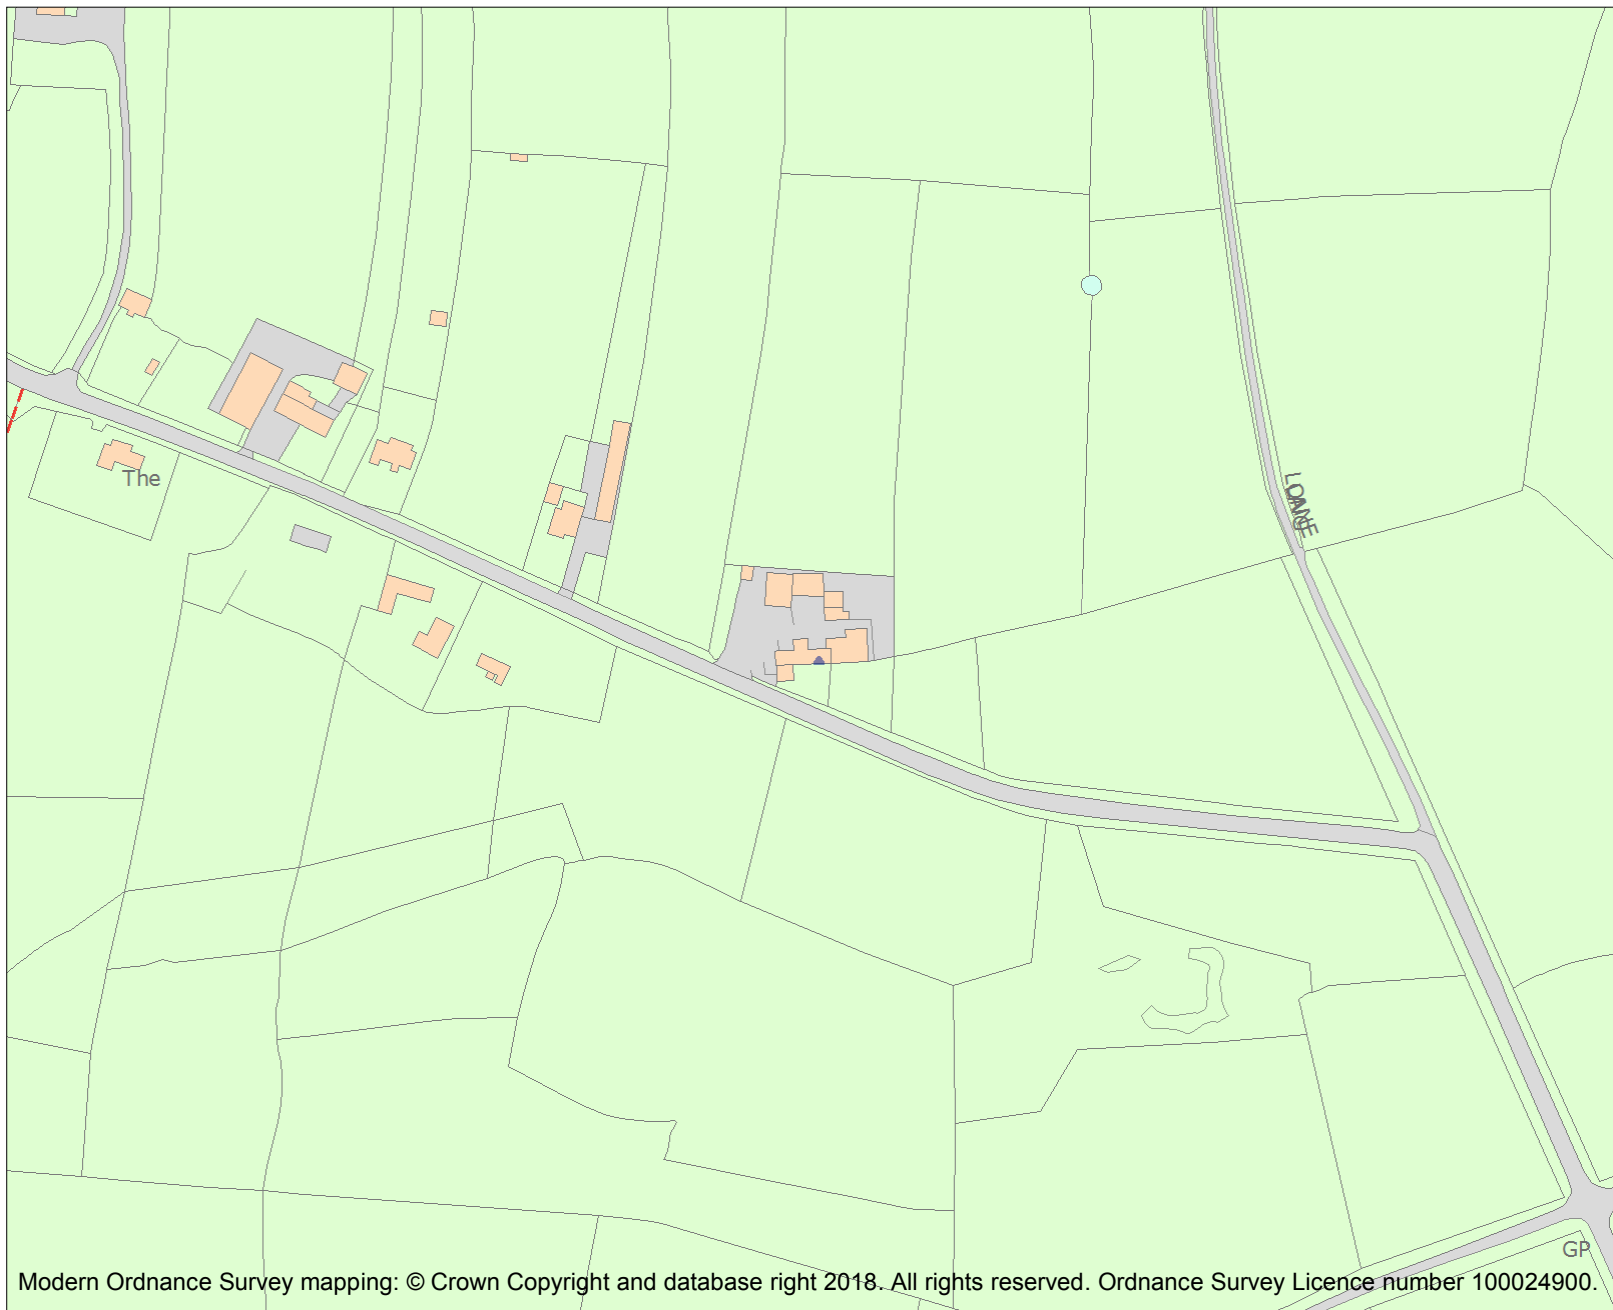 The
LOANE
GP
Modern Ordnance Survey mapping: © Crown Copyright and database right 2018. All rights reserved. Ordnance Survey Licence number 100024900.